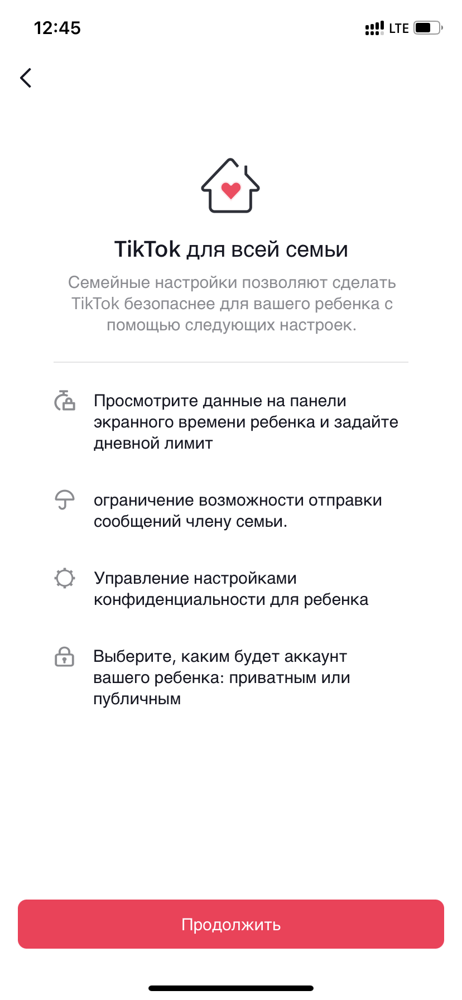 12:45
LTE
TikTok для всей семьи
Семейные настройки позволяют сделать
TikTok безопаснее для вашего ребенка с
помощью следующих настроек.
Просмотрите данные на панели
экранного времени ребенка и задайте
дневной лимит
ограничение возможности отправки
сообщений члену семьи.
Управление настройками
конфиденциальности для ребенка
Выберите, каким будет аккаунт
вашего ребенка: приватным или
публичным
Продолжить